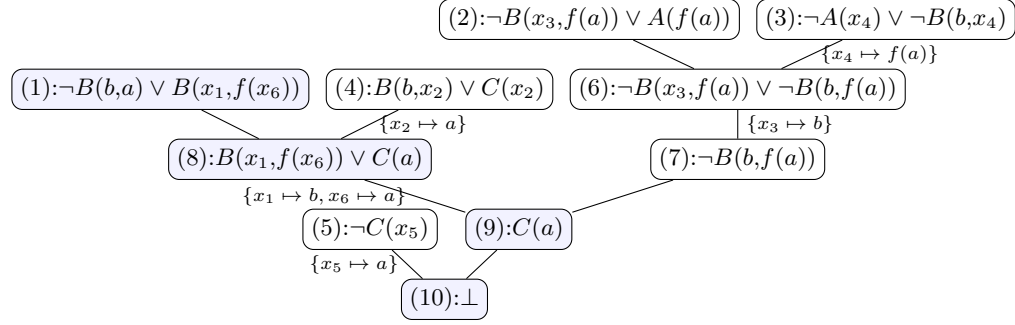 (2):¬B(x₃,f(a)) ∨ A(f(a))
(3):¬A(x₄) ∨ ¬B(b,x₄)
{x₄ ↦ f(a)}
(1):¬B(b,a) ∨ B(x₁,f(x₆))
(4):B(b,x₂) ∨ C(x₂)
(6):¬B(x₃,f(a)) ∨ ¬B(b,f(a))
{x₂ ↦ a}
{x₃ ↦ b}
(8):B(x₁,f(x₆)) ∨ C(a)
(7):¬B(b,f(a))
{x₁ ↦ b, x₆ ↦ a}
(5):¬C(x₅)
(9):C(a)
{x₅ ↦ a}
(10):⊥